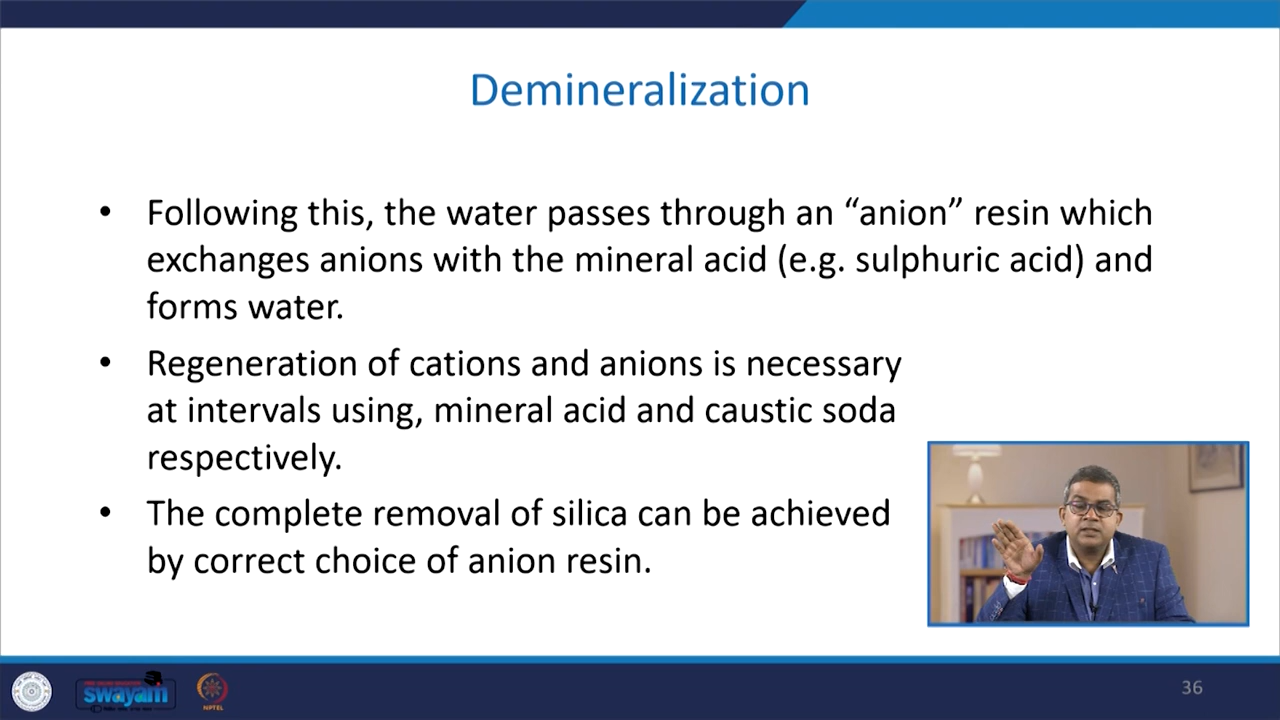 Demineralization
• Following this, the water passes through an “anion” resin which
exchanges anions with the mineral acid (e.g. sulphuric acid) and
forms water.
• Regeneration of cations and anions is necessary
at intervals using, mineral acid and caustic soda
respectively.
• The complete removal of silica can be achieved
by correct choice of anion resin.
swayam
NPTEL
36